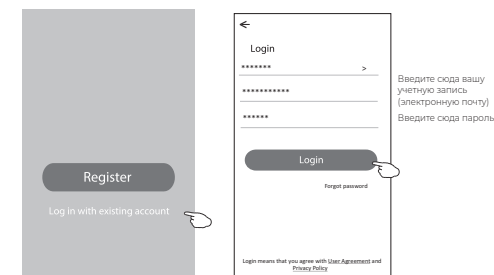 Register
Log in with existing account
Login
*******
>
***********
******
Login
Forgot password
Login means that you agree with User Agreement and
Privacy Policy
Введите сюда вашу
учетную запись
(электронную почту)
Введите сюда пароль